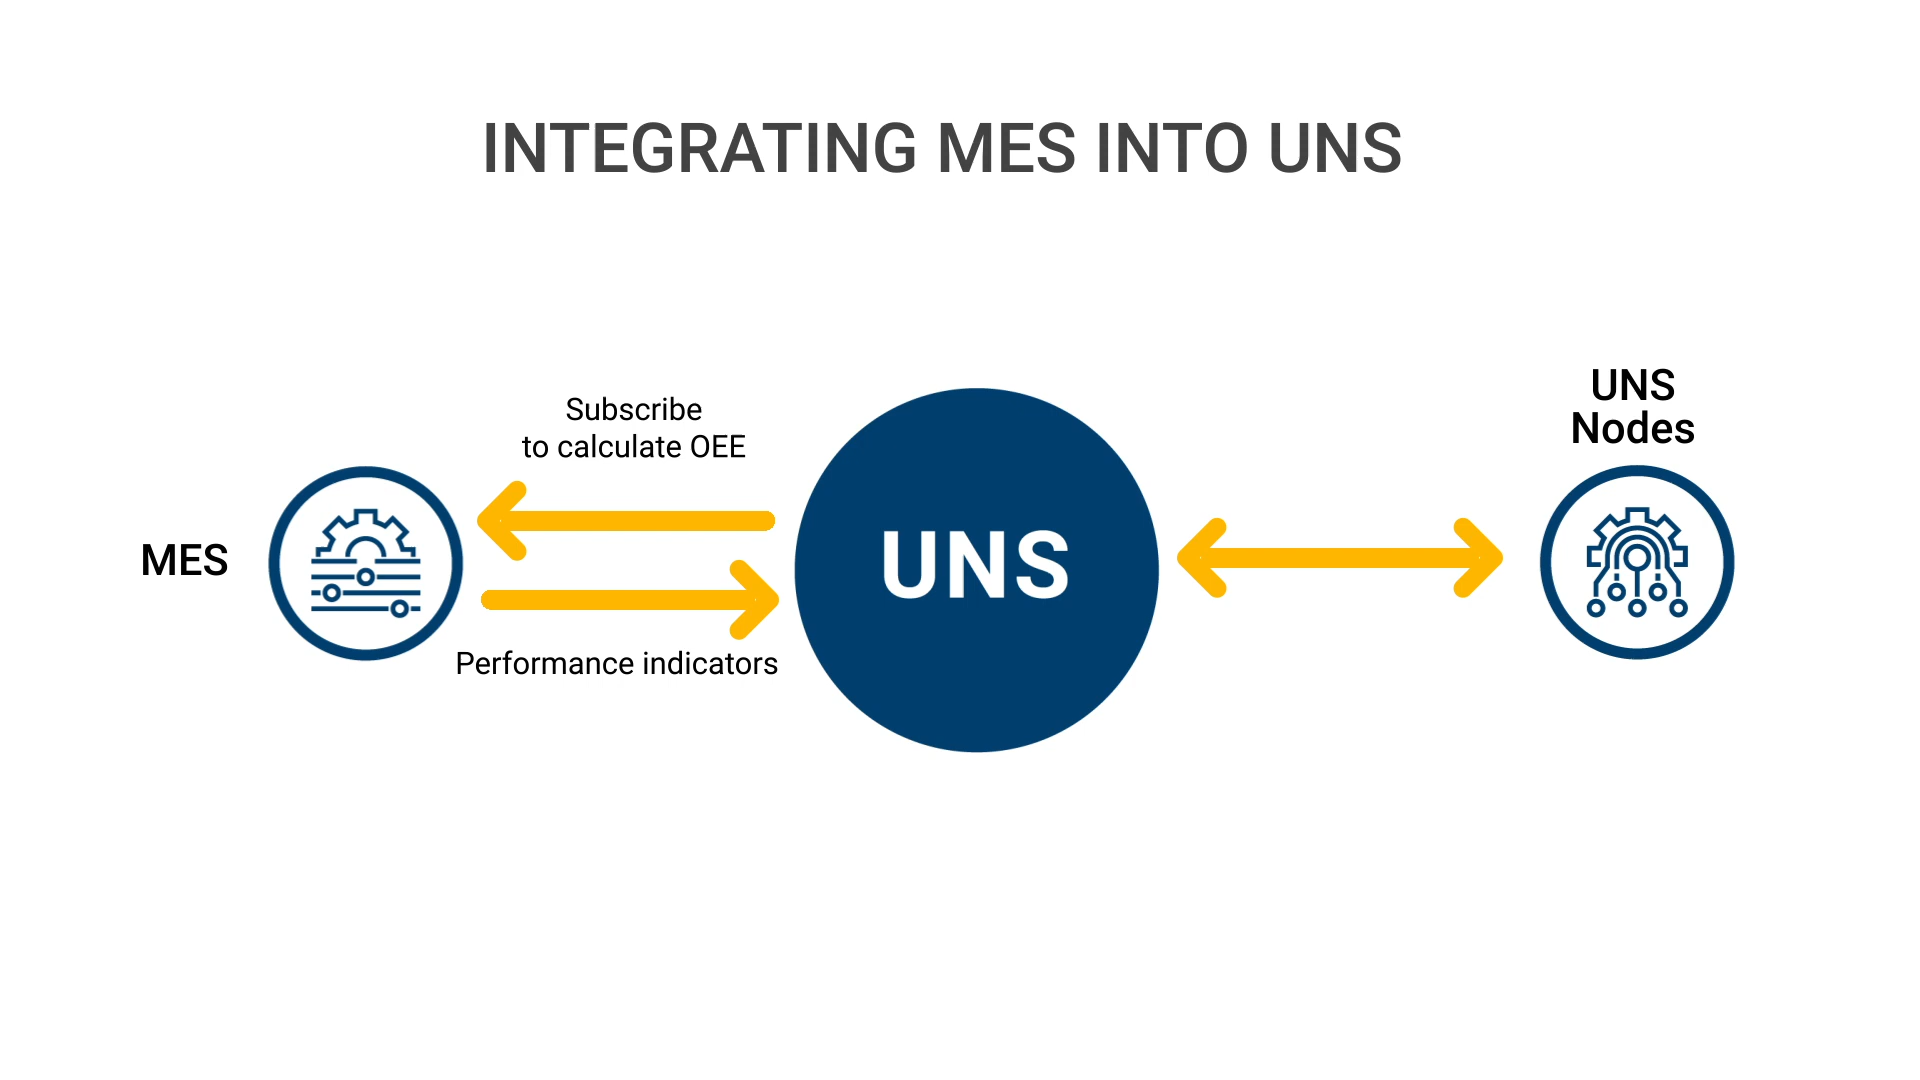 INTEGRATING MES INTO UNS
Subscribe
to calculate OEE
MES
Performance indicators
UNS
UNS
Nodes